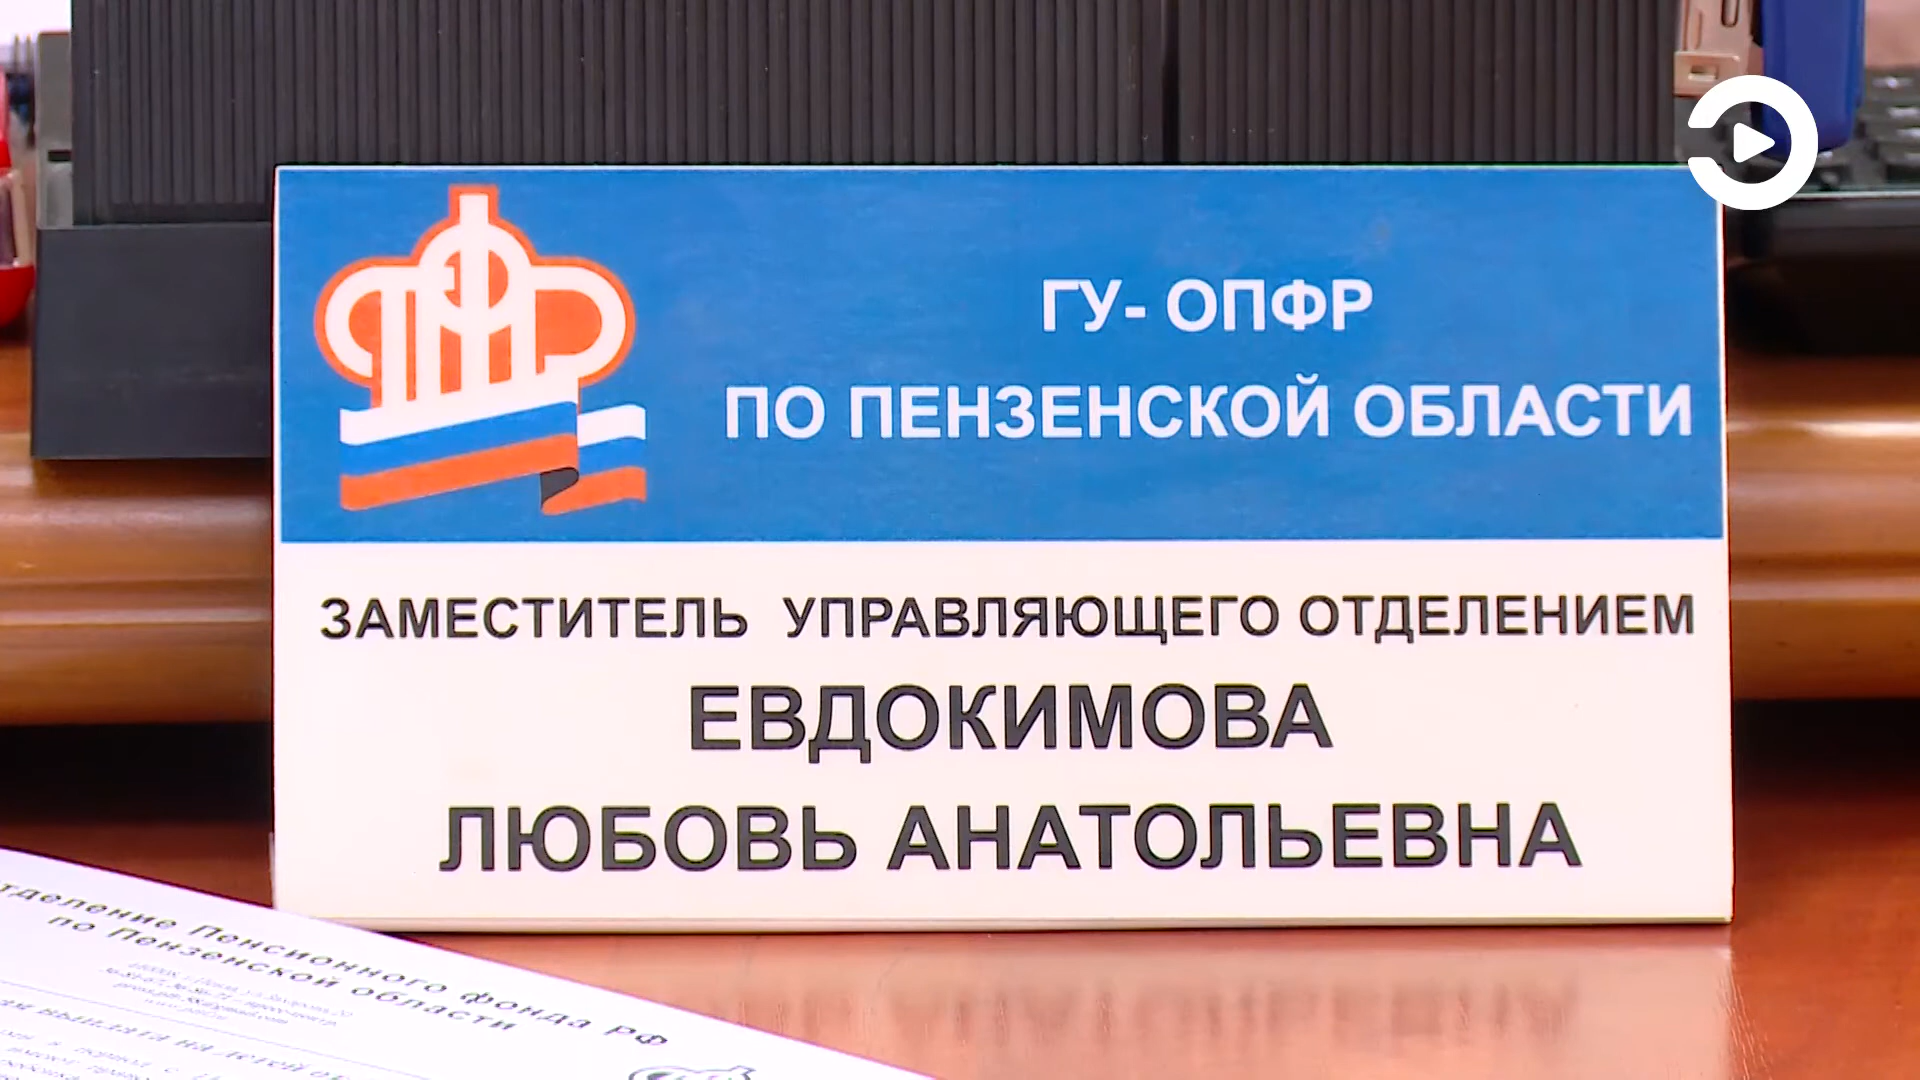 ГУ- ОПФР
ПО ПЕНЗЕНСКОЙ ОБЛАСТИ
ЗАМЕСТИТЕЛЬ УПРАВЛЯЮЩЕГО ОТДЕЛЕНИЕМ
ЕВДОКИМОВА
ЛЮБОВЬ АНАТОЛЬЕВНА
тделение Пенсионного фонда РФ
по Пензенской области